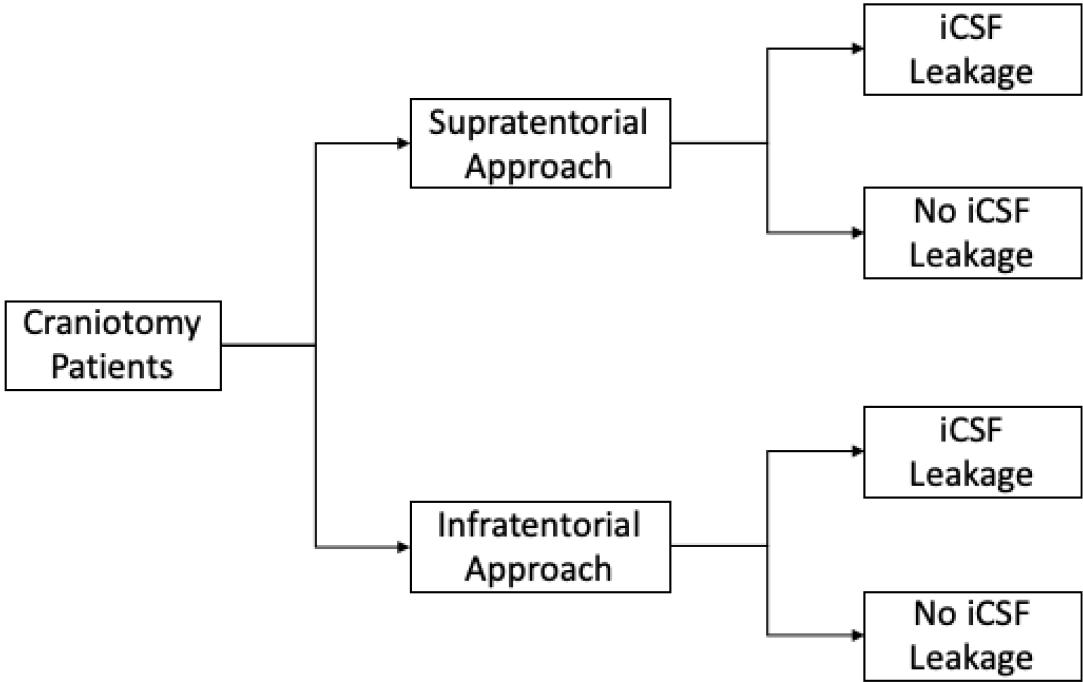 Craniotomy
Patients
Supratentorial
Approach
iCSF
Leakage
No iCSF
Leakage
Infratentorial
Approach
iCSF
Leakage
No iCSF
Leakage